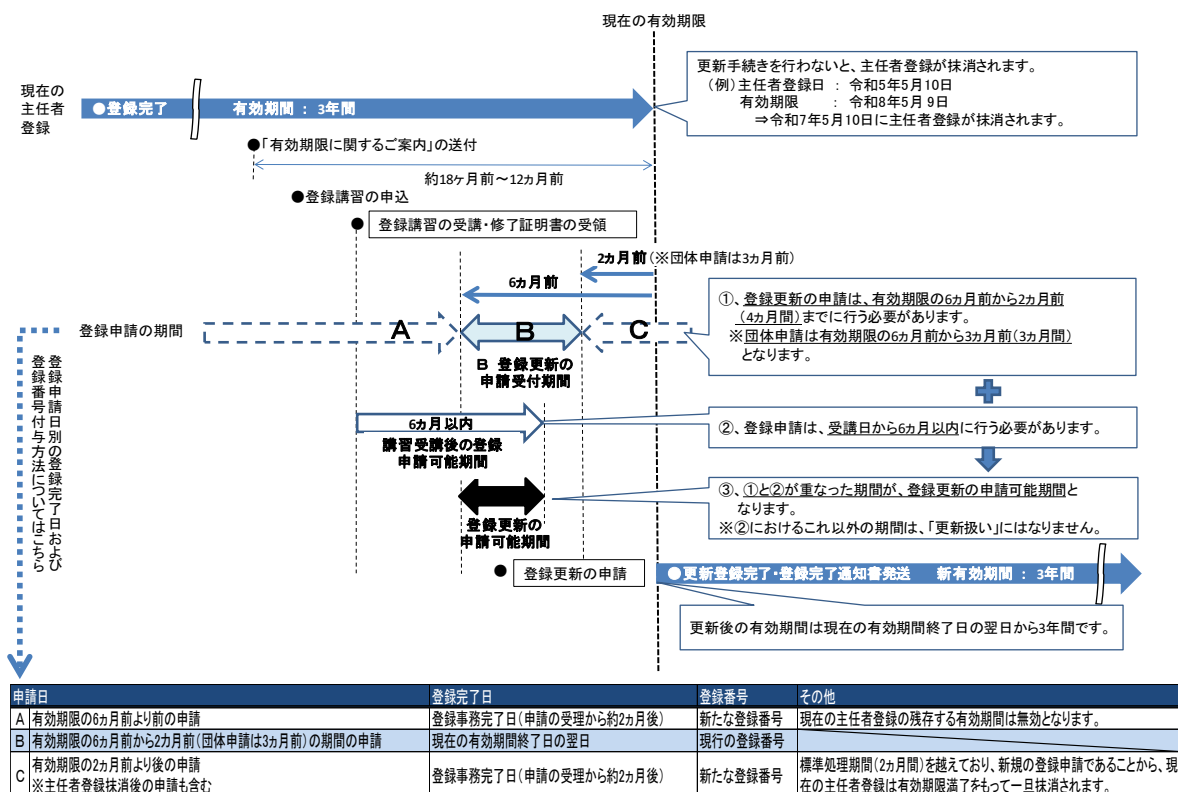 現在の有効期限
現在の
主任者
登録
●登録完了
有効期間 : 3年間
更新手続きを行わないと、主任者登録が抹消されます。
(例)主任者登録日 : 令和5年5月10日
有効期限 : 令和8年5月9日
⇒令和7年5月10日に主任者登録が抹消されます。
●「有効期限に関するご案内」の送付
約18ヶ月前~12ヵ月前
●登録講習の申込
● 登録講習の受講・修了証明書の受領
2ヵ月前(※団体申請は3ヵ月前)
6ヵ月前
登録申請の期間
A
B
C
B 登録更新の
申請受付期間
①、登録更新の申請は、有効期限の6ヵ月前から2ヵ月前
(4ヵ月間)までに行う必要があります。
※団体申請は有効期限の6ヵ月前から3ヵ月前(3ヵ月間)
となります。
6ヵ月以内
講習受講後の登録
申請可能期間
②、登録申請は、受講日から6ヵ月以内に行う必要があります。
登録更新の
申請可能期間
③、①と②が重なった期間が、登録更新の申請可能期間と
なります。
※②におけるこれ以外の期間は、「更新扱い」にはなりません。
● 登録更新の申請
●更新登録完了・登録完了通知書発送 新有効期間 : 3年間
更新後の有効期間は現在の有効期間終了日の翌日から3年間です。
登録申請日別の登録完了日および
登録番号付与方法についてはこちら
申請日 登録完了日 登録番号 その他
A 有効期限の6ヵ月前より前の申請 登録事務完了日(申請の受理から約2ヵ月後) 新たな登録番号 現在の主任者登録の残存する有効期間は無効となります。
B 有効期限の6ヵ月前から2カ月前(団体申請は3ヵ月前)の期間の申請 現在の有効期間終了日の翌日 現行の登録番号
C 有効期限の2ヵ月前より後の申請
※主任者登録抹消後の申請も含む
登録事務完了日(申請の受理から約2ヵ月後) 新たな登録番号
標準処理期間(2ヵ月間)を越えており、新規の登録申請であることから、現
在の主任者登録は有効期限満了をもって一旦抹消されます。